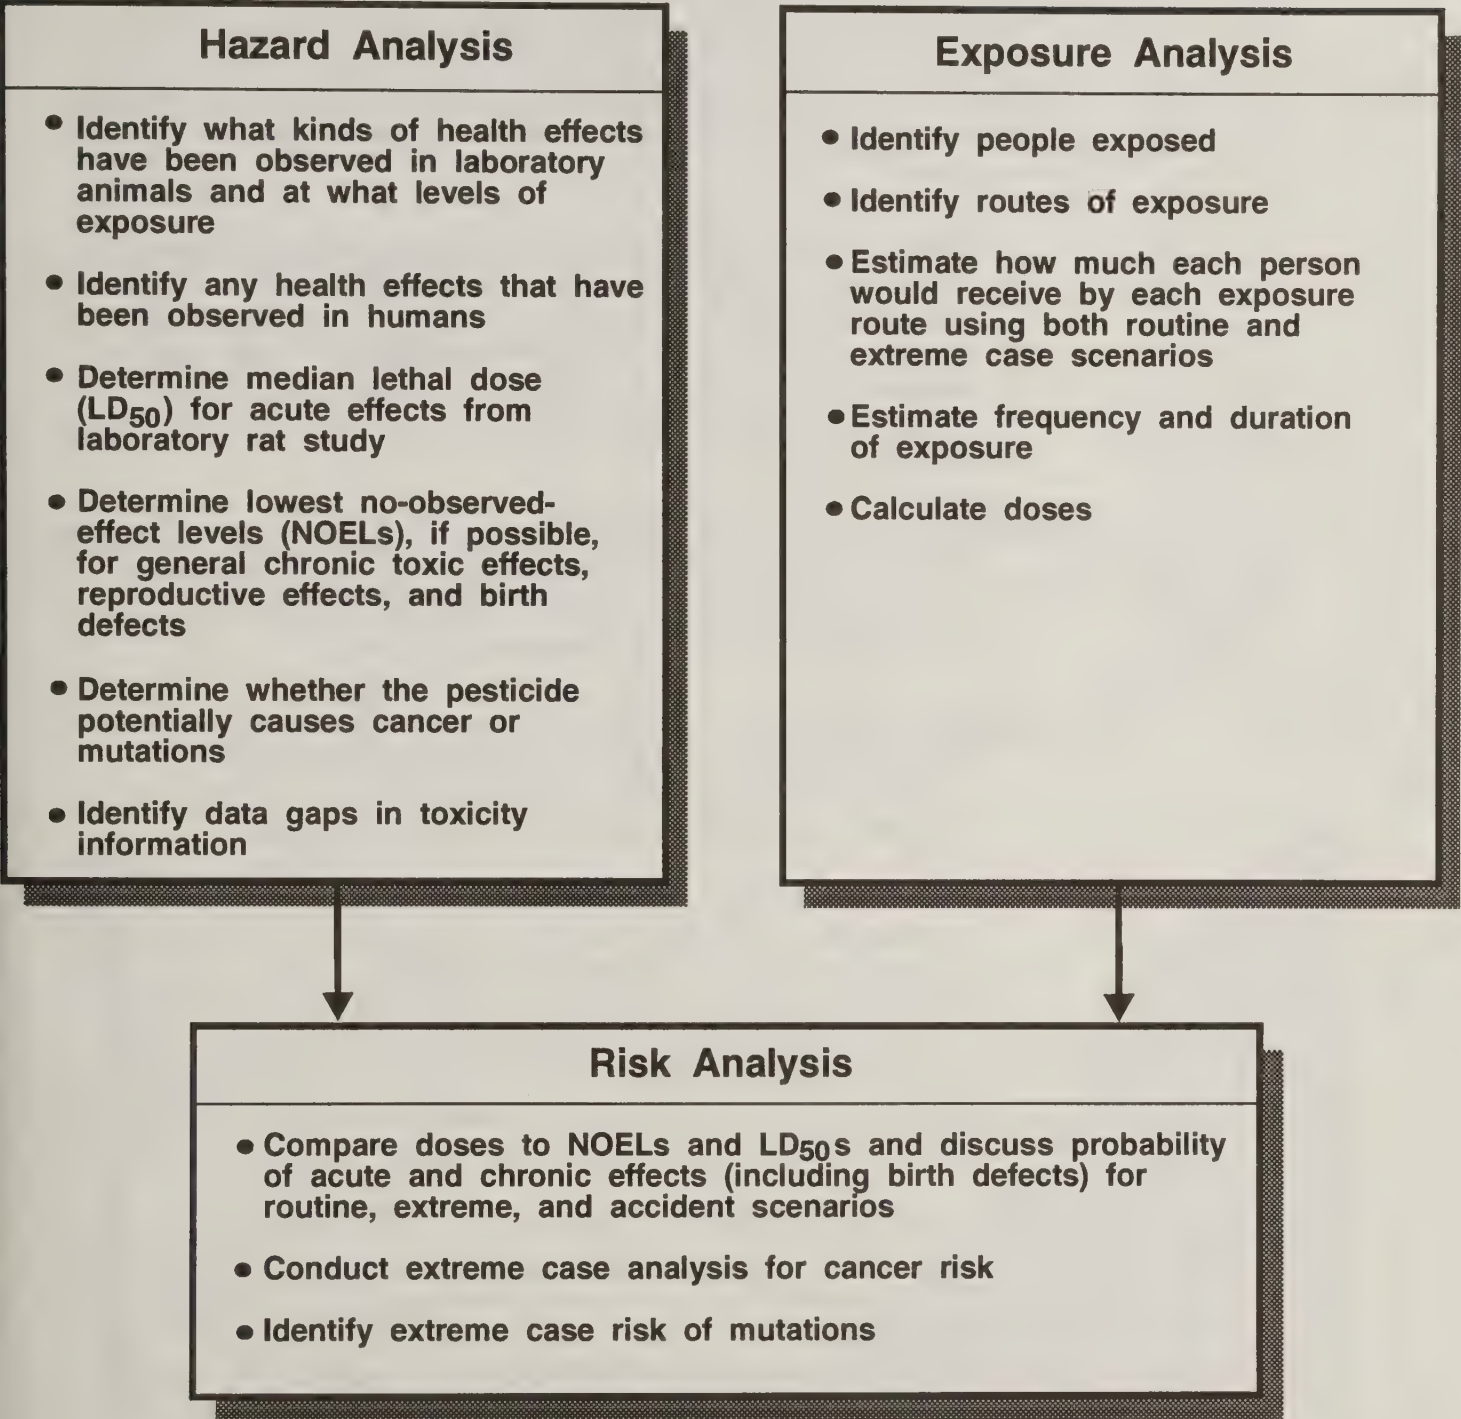 Hazard Analysis
• Identify what kinds of health effects
have been observed in laboratory
animals and at what levels of
exposure
• Identify any health effects that have
been observed in humans
• Determine median lethal dose
(LD50) for acute effects from
laboratory rat study
• Determine lowest no-observed-
effect levels (NOELs), if possible,
for general chronic toxic effects,
reproductive effects, and birth
defects
• Determine whether the pesticide
potentially causes cancer or
mutations
• Identify data gaps in toxicity
information
Exposure Analysis
• Identify people exposed
• Identify routes of exposure
• Estimate how much each person
would receive by each exposure
route using both routine and
extreme case scenarios
• Estimate frequency and duration
of exposure
• Calculate doses
Risk Analysis
• Compare doses to NOELs and LD50s and discuss probability
of acute and chronic effects (including birth defects) for
routine, extreme, and accident scenarios
• Conduct extreme case analysis for cancer risk
• Identify extreme case risk of mutations